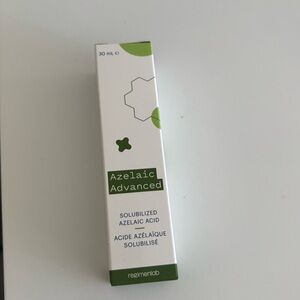 30 mL ℮
Azelaic
Advanced
SOLUBILIZED
AZELAIC ACID
ACIDE AZÉLAÏQUE
SOLUBILISÉ
regimenlab